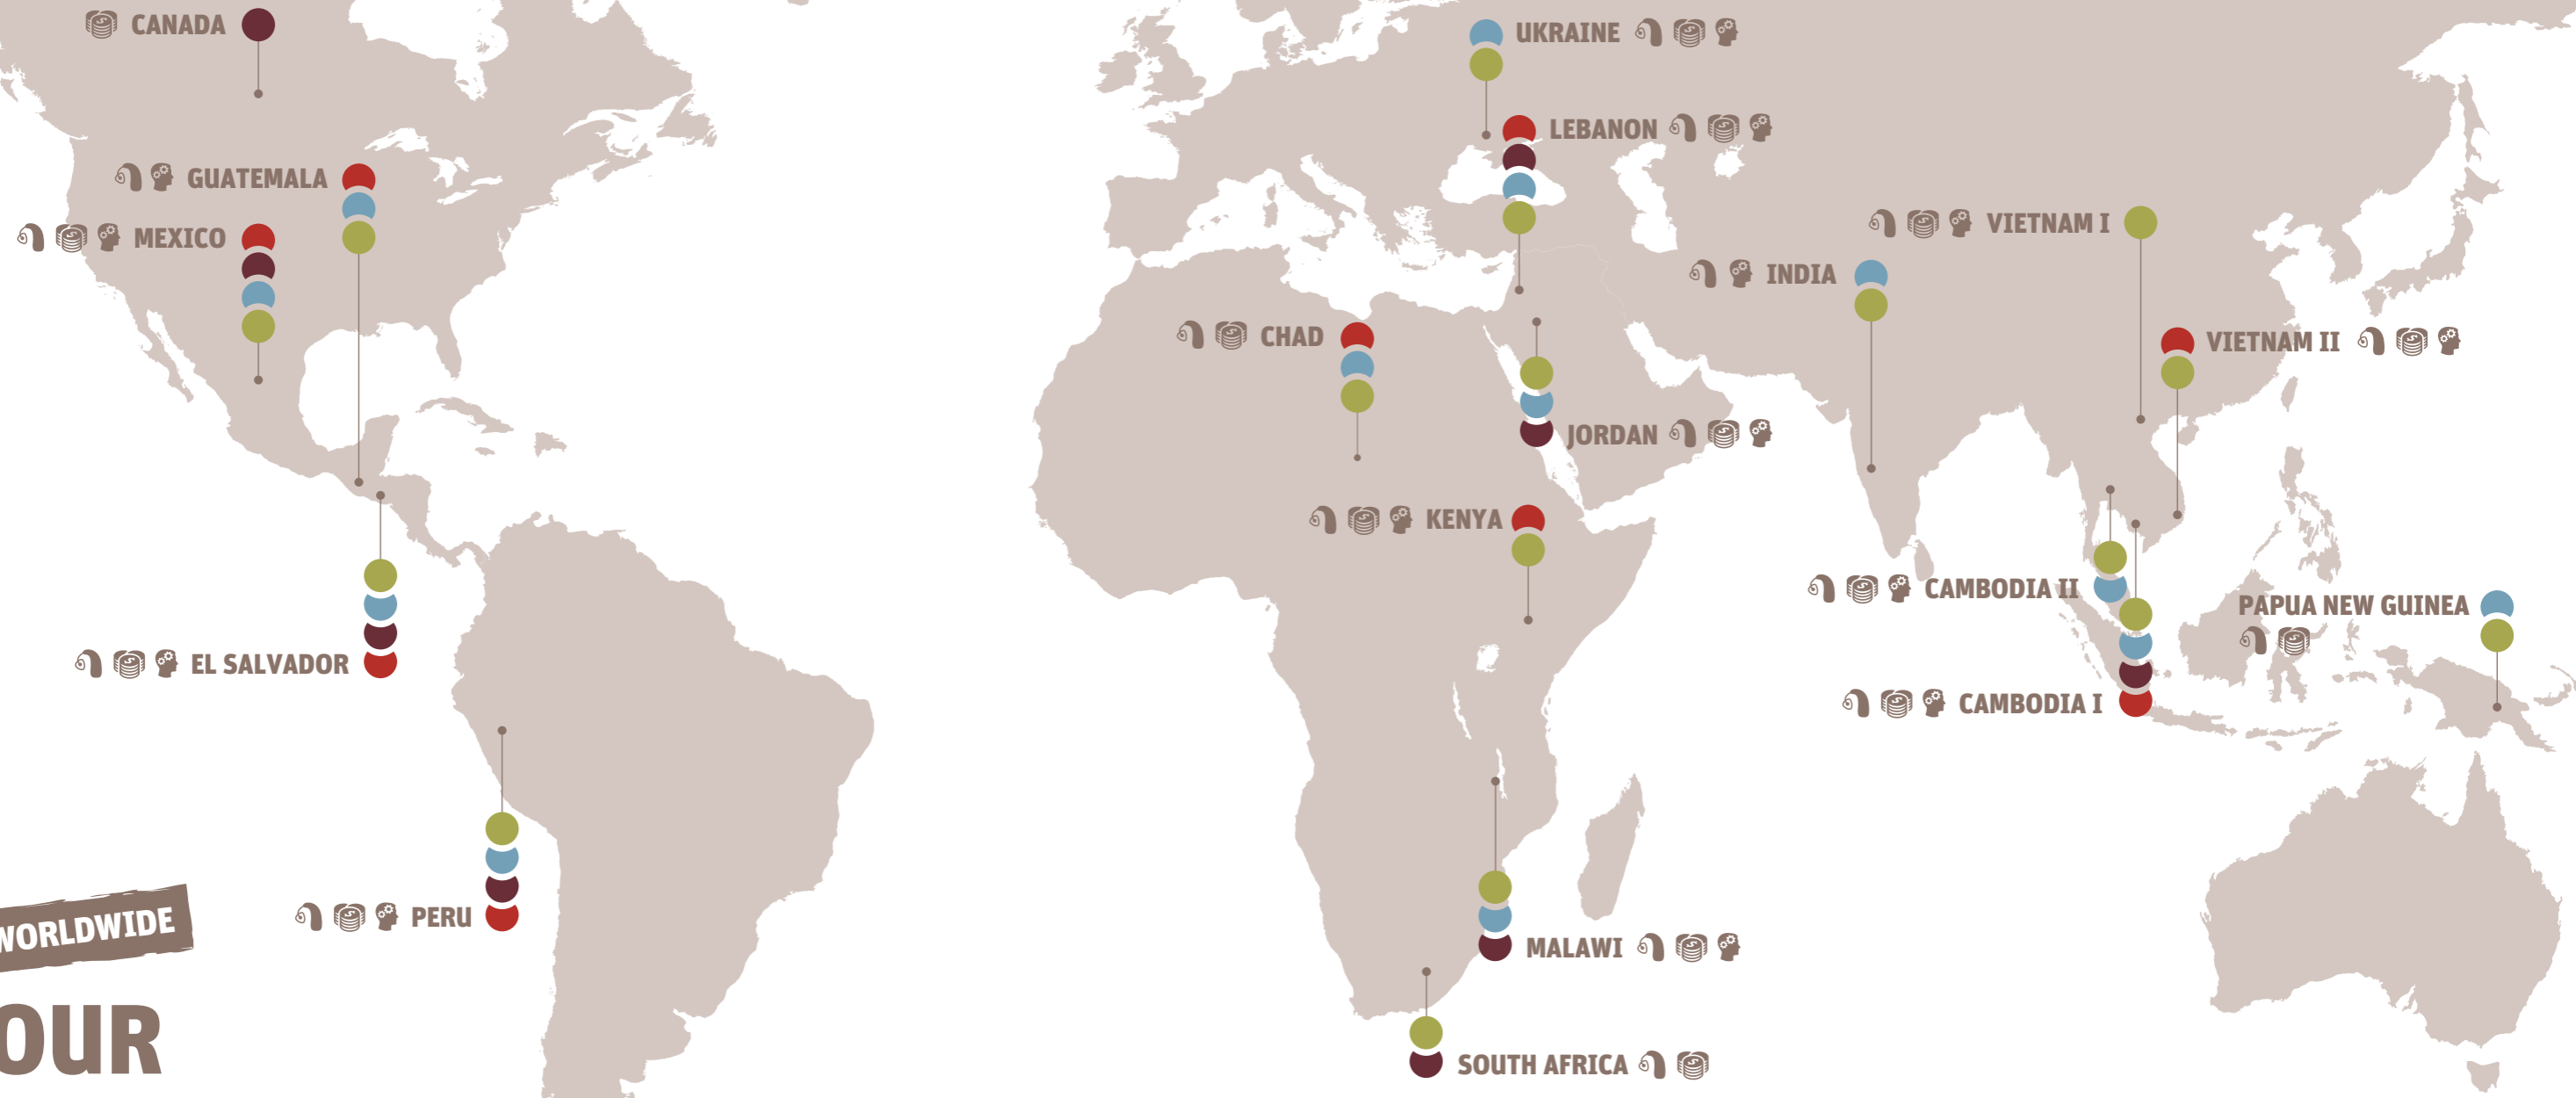 CANADA
UKRAINE
LEBANON
GUATEMALA
MEXICO
VIETNAM I
INDIA
CHAD
VIETNAM II
JORDAN
KENYA
CAMBODIA II
PAPUA NEW GUINEA
EL SALVADOR
CAMBODIA I
PERU
WORLDWIDE
MALAWI
OUR
SOUTH AFRICA